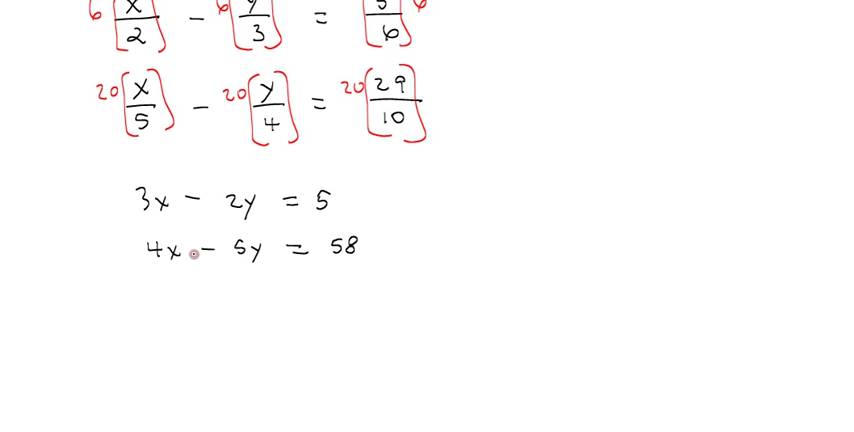 6(x/2) - 6(y/3) = (5/6)6
20(x/5) - 20(y/4) = 20(29/10)
3x - 2y = 5
4x - 5y = 58